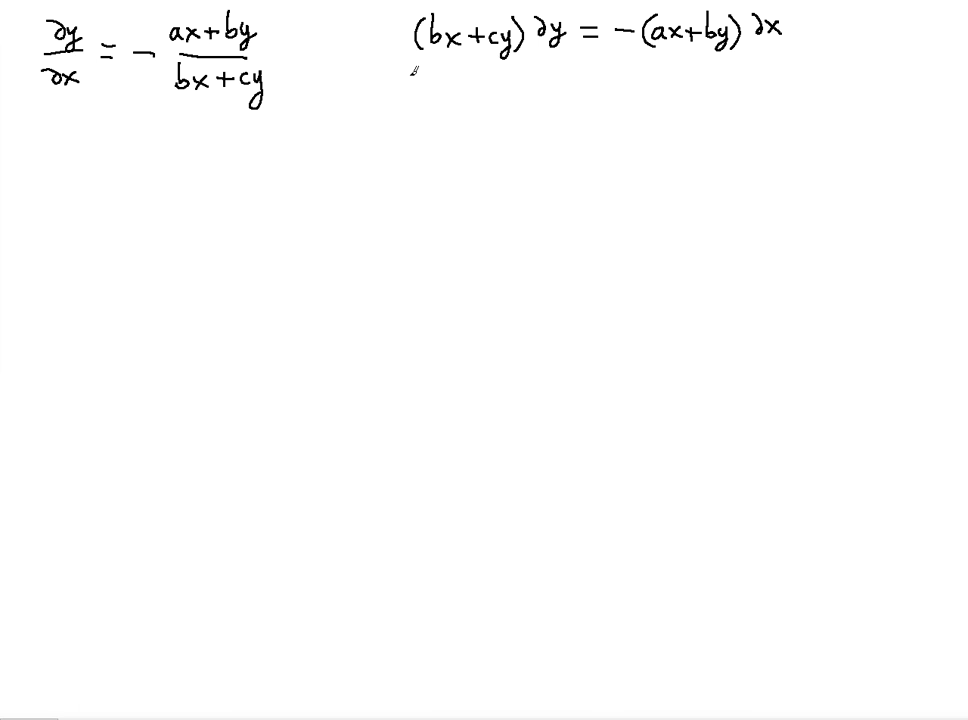 ∂y/∂x = - (ax+by)/(bx+cy)
(bx+cy) ∂y = -(ax+by) ∂x